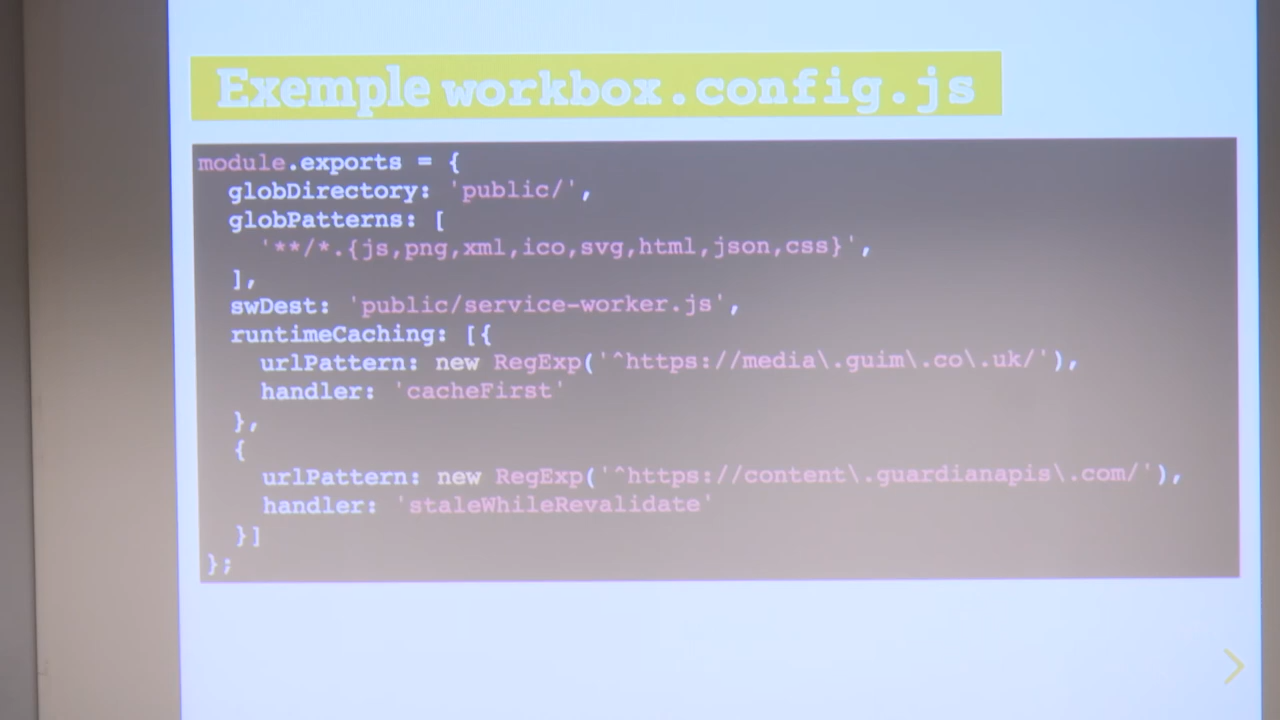 Exemple workbox.config.js
module.exports = {
  globDirectory: 'public/',
  globPatterns: [
    '**/*.{js,png,xml,ico,svg,html,json,css}',
  ],
  swDest: 'public/service-worker.js',
  runtimeCaching: [{
    urlPattern: new RegExp('^https://media\.guim\.co\.uk/'),
    handler: 'cacheFirst'
  },
  {
    urlPattern: new RegExp('^https://content\.guardianapis\.com/'),
    handler: 'staleWhileRevalidate'
  }]
};